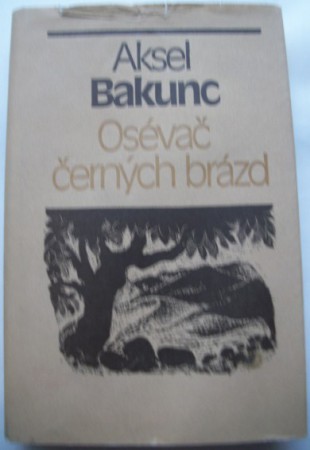 Aksel
Bakunc
Osévač
černých brázd